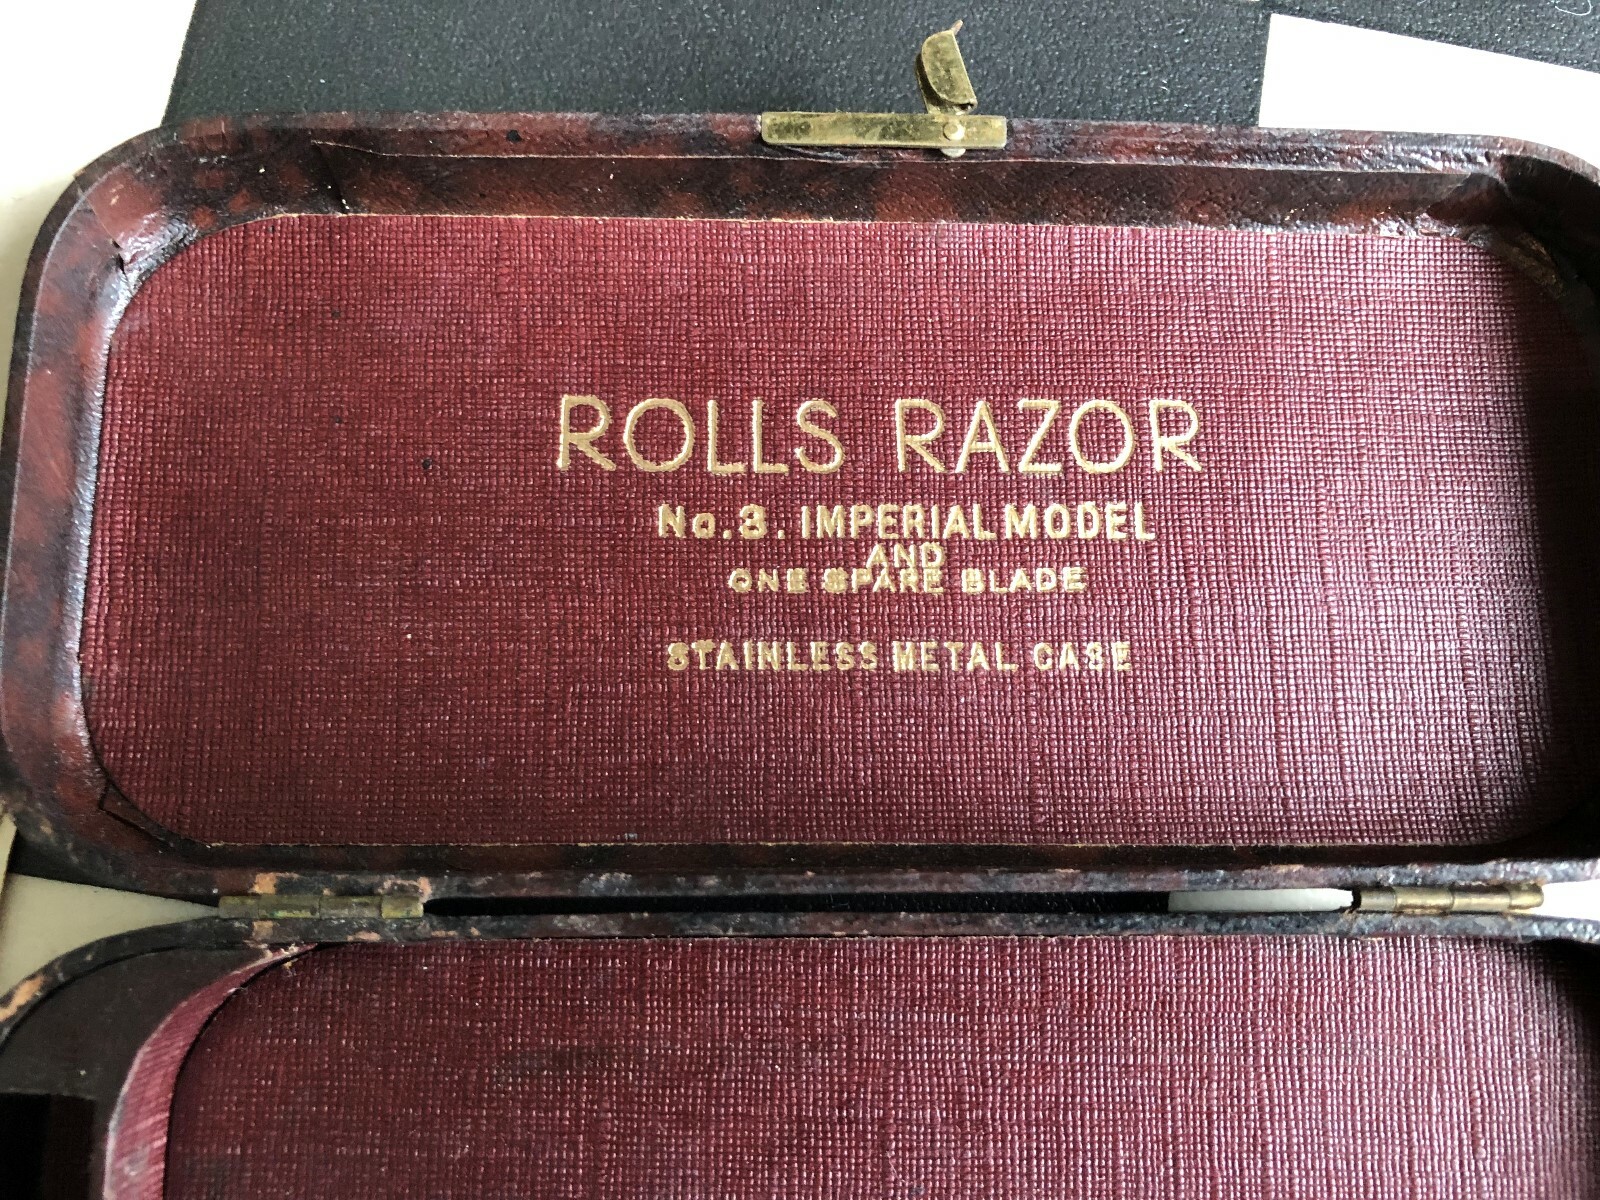 ROLLS RAZOR
No. 3. IMPERIAL MODEL
AND
ONE SPARE BLADE
STAINLESS METAL CASE